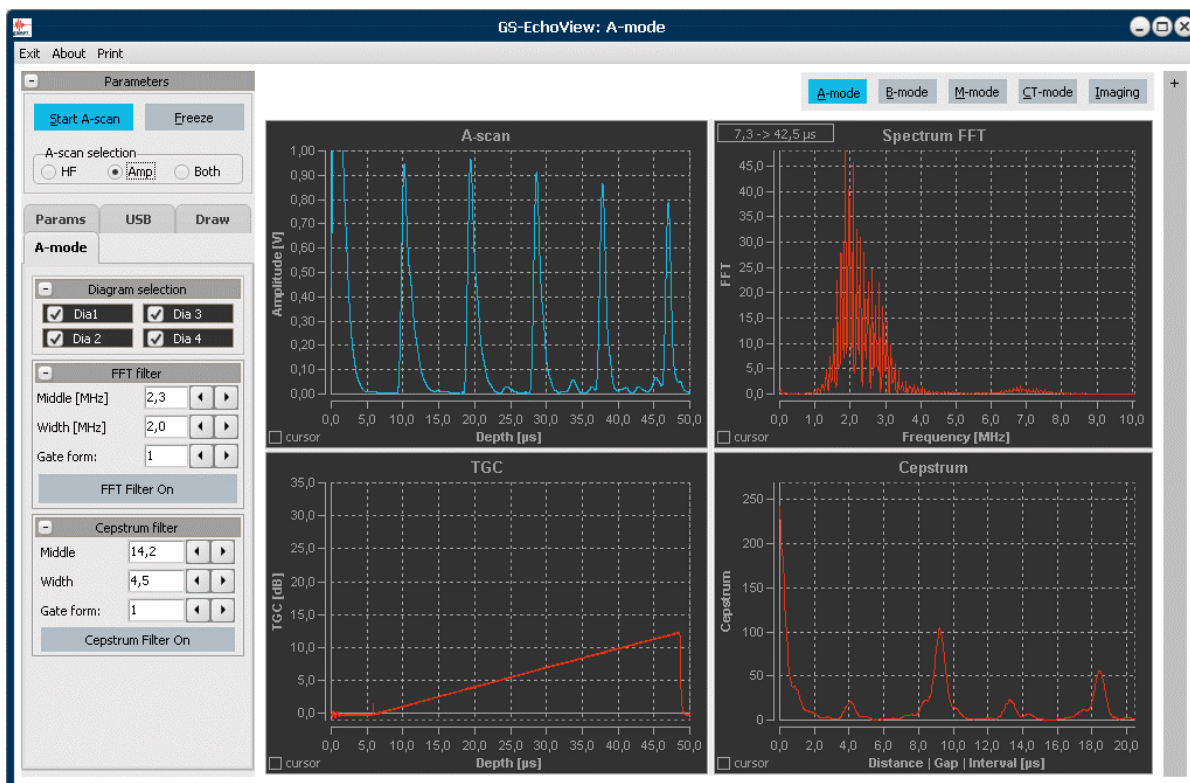 GS-EchoView: A-mode
Exit About Print
Parameters
Start A-scan Freeze
A-scan selection
HF Amp Both
Params USB Draw
A-mode
Diagram selection
Dia1 Dia 3
Dia 2 Dia 4
FFT filter
Middle [MHz] 2,3
Width [MHz] 2,0
Gate form: 1
FFT Filter On
Cepstrum filter
Middle 14,2
Width 4,5
Gate form: 1
Cepstrum Filter On
A-mode B-mode M-mode CT-mode Imaging
+
A-scan
Amplitude [V]
1,00
0,90
0,80
0,70
0,60
0,50
0,40
0,30
0,20
0,10
0,00
0,0 5,0 10,0 15,0 20,0 25,0 30,0 35,0 40,0 45,0 50,0
cursor Depth [µs]
7,3 -> 42,5 µs Spectrum FFT
FFT
45,0
40,0
35,0
30,0
25,0
20,0
15,0
10,0
5,0
0,0
0,0 1,0 2,0 3,0 4,0 5,0 6,0 7,0 8,0 9,0 10,0
cursor Frequency [MHz]
TGC
TGC [dB]
35,0
30,0
25,0
20,0
15,0
10,0
5,0
0,0
0,0 5,0 10,0 15,0 20,0 25,0 30,0 35,0 40,0 45,0 50,0
cursor Depth [µs]
Cepstrum
Cepstrum
250
200
150
100
50
0
0,0 2,0 4,0 6,0 8,0 10,0 12,0 14,0 16,0 18,0 20,0
cursor Distance | Gap | Interval [µs]